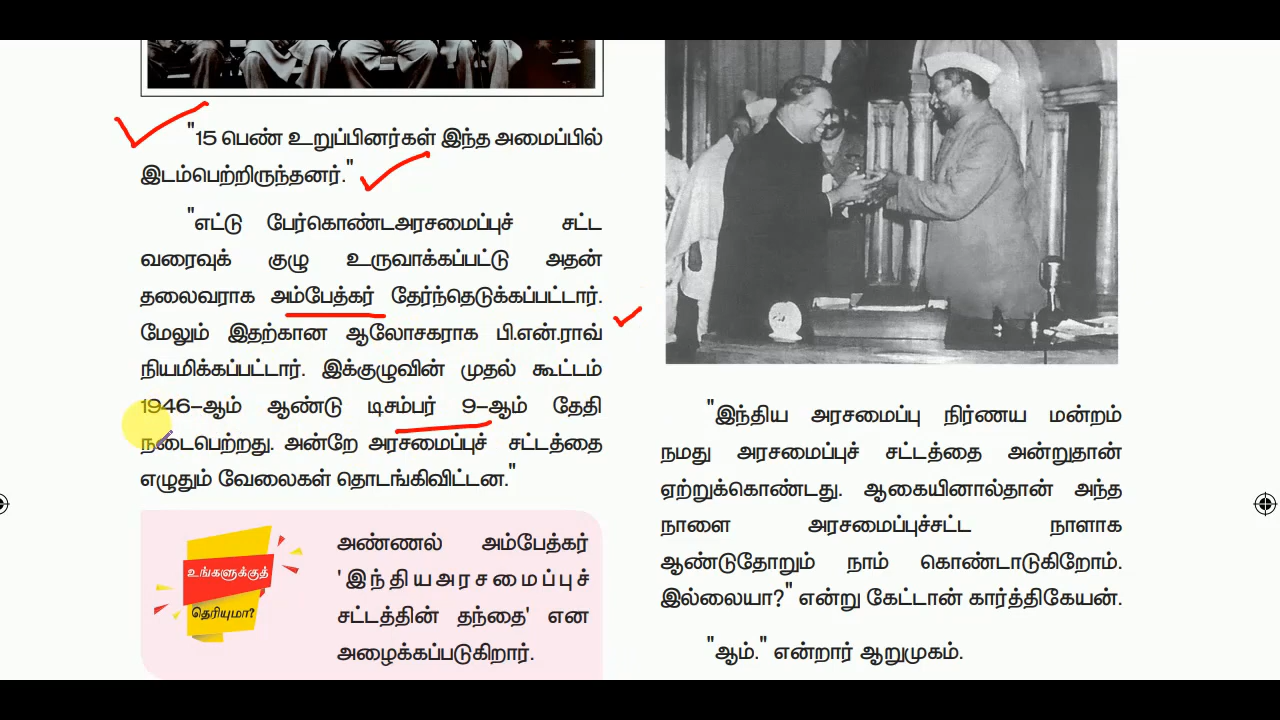 "15 பெண் உறுப்பினர்கள் இந்த அமைப்பில்
இடம்பெற்றிருந்தனர்."
"எட்டு பேர்கொண்டஅரசமைப்புச் சட்ட
வரைவுக் குழு உருவாக்கப்பட்டு அதன்
தலைவராக அம்பேத்கர் தேர்ந்தெடுக்கப்பட்டார்.
மேலும் இதற்கான ஆலோசகராக பி.என்.ராவ்
நியமிக்கப்பட்டார். இக்குழுவின் முதல் கூட்டம்
1946–ஆம் ஆண்டு டிசம்பர் 9–ஆம் தேதி
நடைபெற்றது. அன்றே அரசமைப்புச் சட்டத்தை
எழுதும் வேலைகள் தொடங்கிவிட்டன."
உங்களுக்குத்
தெரியுமா?
அண்ணல் அம்பேத்கர்
'இந்தியஅரசமைப்புச்
சட்டத்தின் தந்தை' என
அழைக்கப்படுகிறார்.
"இந்திய அரசமைப்பு நிர்ணய மன்றம்
நமது அரசமைப்புச் சட்டத்தை அன்றுதான்
ஏற்றுக்கொண்டது. ஆகையினால்தான் அந்த
நாளை அரசமைப்புச்சட்ட நாளாக
ஆண்டுதோறும் நாம் கொண்டாடுகிறோம்.
இல்லையா?" என்று கேட்டான் கார்த்திகேயன்.
"ஆம்." என்றார் ஆறுமுகம்.